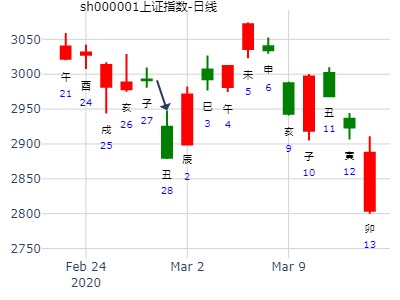 sh000001上证指数-日线
3050
3000
2950
2900
2850
2800
2750
午
21
酉
24
戌
25
亥
26
子
27
丑
28
辰
2
巳
3
午
4
未
5
申
6
亥
9
子
10
丑
11
寅
12
卯
13
Feb 24
2020
Mar 2
Mar 9